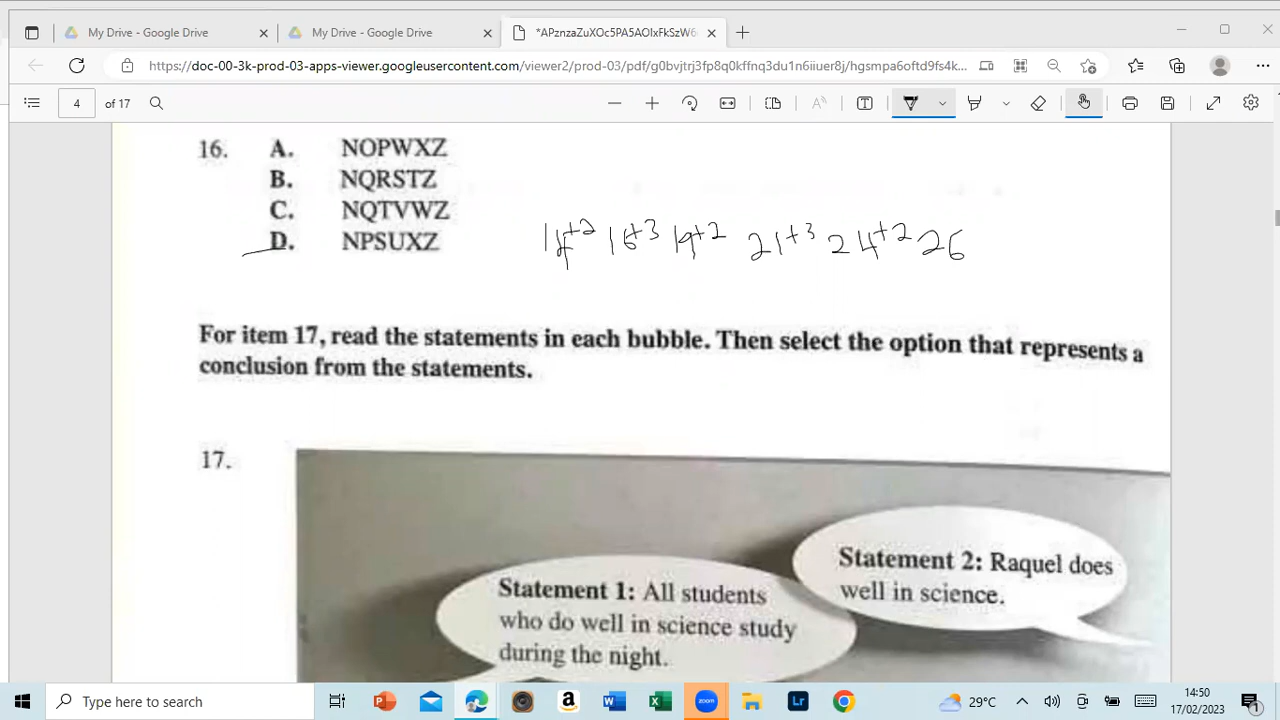 My Drive - Google Drive
My Drive - Google Drive
*APznzaZuXOc5PA5AOlxFkSzW6
https://doc-00-3k-prod-03-apps-viewer.googleusercontent.com/viewer2/prod-03/pdf/g0bvjtrj3fp8q0kffnq3du1n6iiuer8j/hgsmpa6oftd9fs4k...
4 of 17
16. A. NOPWXZ
B. NQRSTZ
C. NQTVWZ
D. NPSUXZ
14+2 16+3 19+2 21+3 24+2 26
For item 17, read the statements in each bubble. Then select the option that represents a
conclusion from the statements.
17.
Statement 2: Raquel does
well in science.
Statement 1: All students
who do well in science study
during the night.
Type here to search
29°C
14:50
17/02/2023